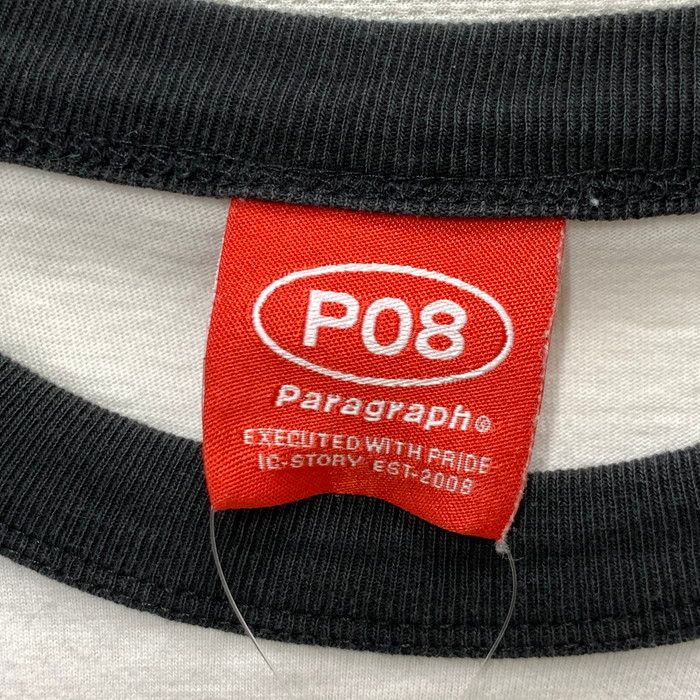 P08
Paragraph©
EXECUTED WITH PRIDE
IC-STORY EST-2008